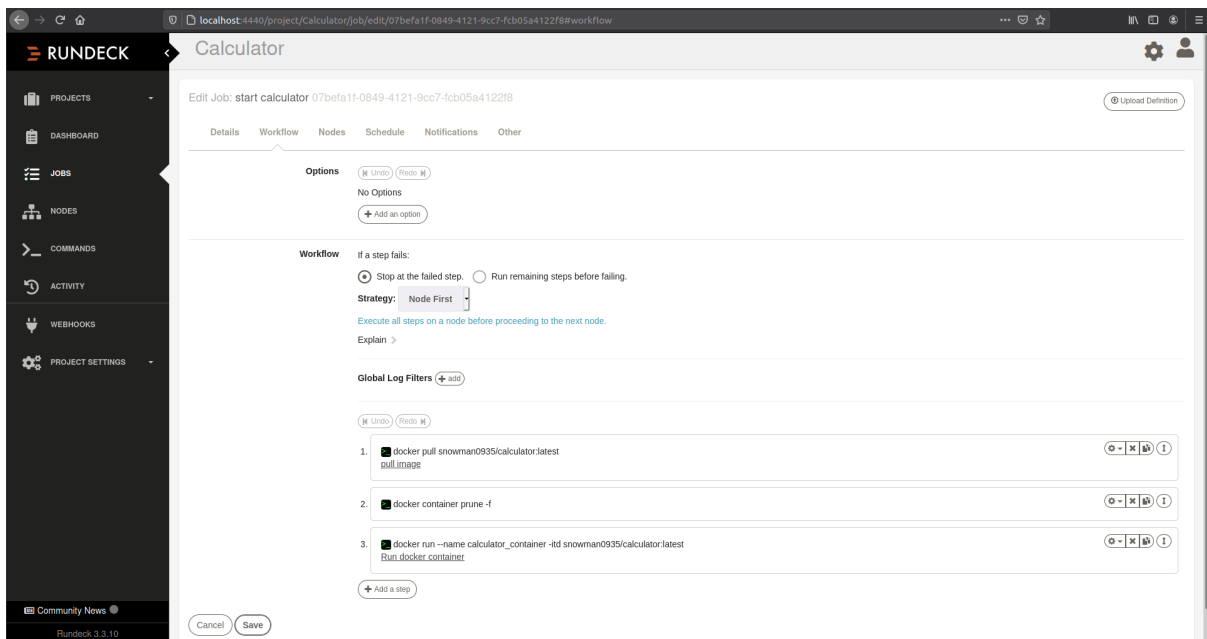 localhost:4440/project/Calculator/job/edit/07befa1f-0849-4121-9cc7-fcb05a4122f8#workflow
RUNDECK
Calculator
PROJECTS
DASHBOARD
JOBS
NODES
COMMANDS
ACTIVITY
WEBHOOKS
PROJECT SETTINGS
Community News
Rundeck 3.3.10
Edit Job: start calculator 07befa1f-0849-4121-9cc7-fcb05a4122f8
Upload Definition
Details Workflow Nodes Schedule Notifications Other
Options
Undo Redo
No Options
Add an option
Workflow
If a step fails:
Stop at the failed step. Run remaining steps before failing.
Strategy: Node First
Execute all steps on a node before proceeding to the next node.
Explain
Global Log Filters + add
Undo Redo
1. docker pull snowman0935/calculator:latest
pull image
2. docker container prune -f
3. docker run --name calculator_container -itd snowman0935/calculator:latest
Run docker container
+ Add a step
Cancel Save